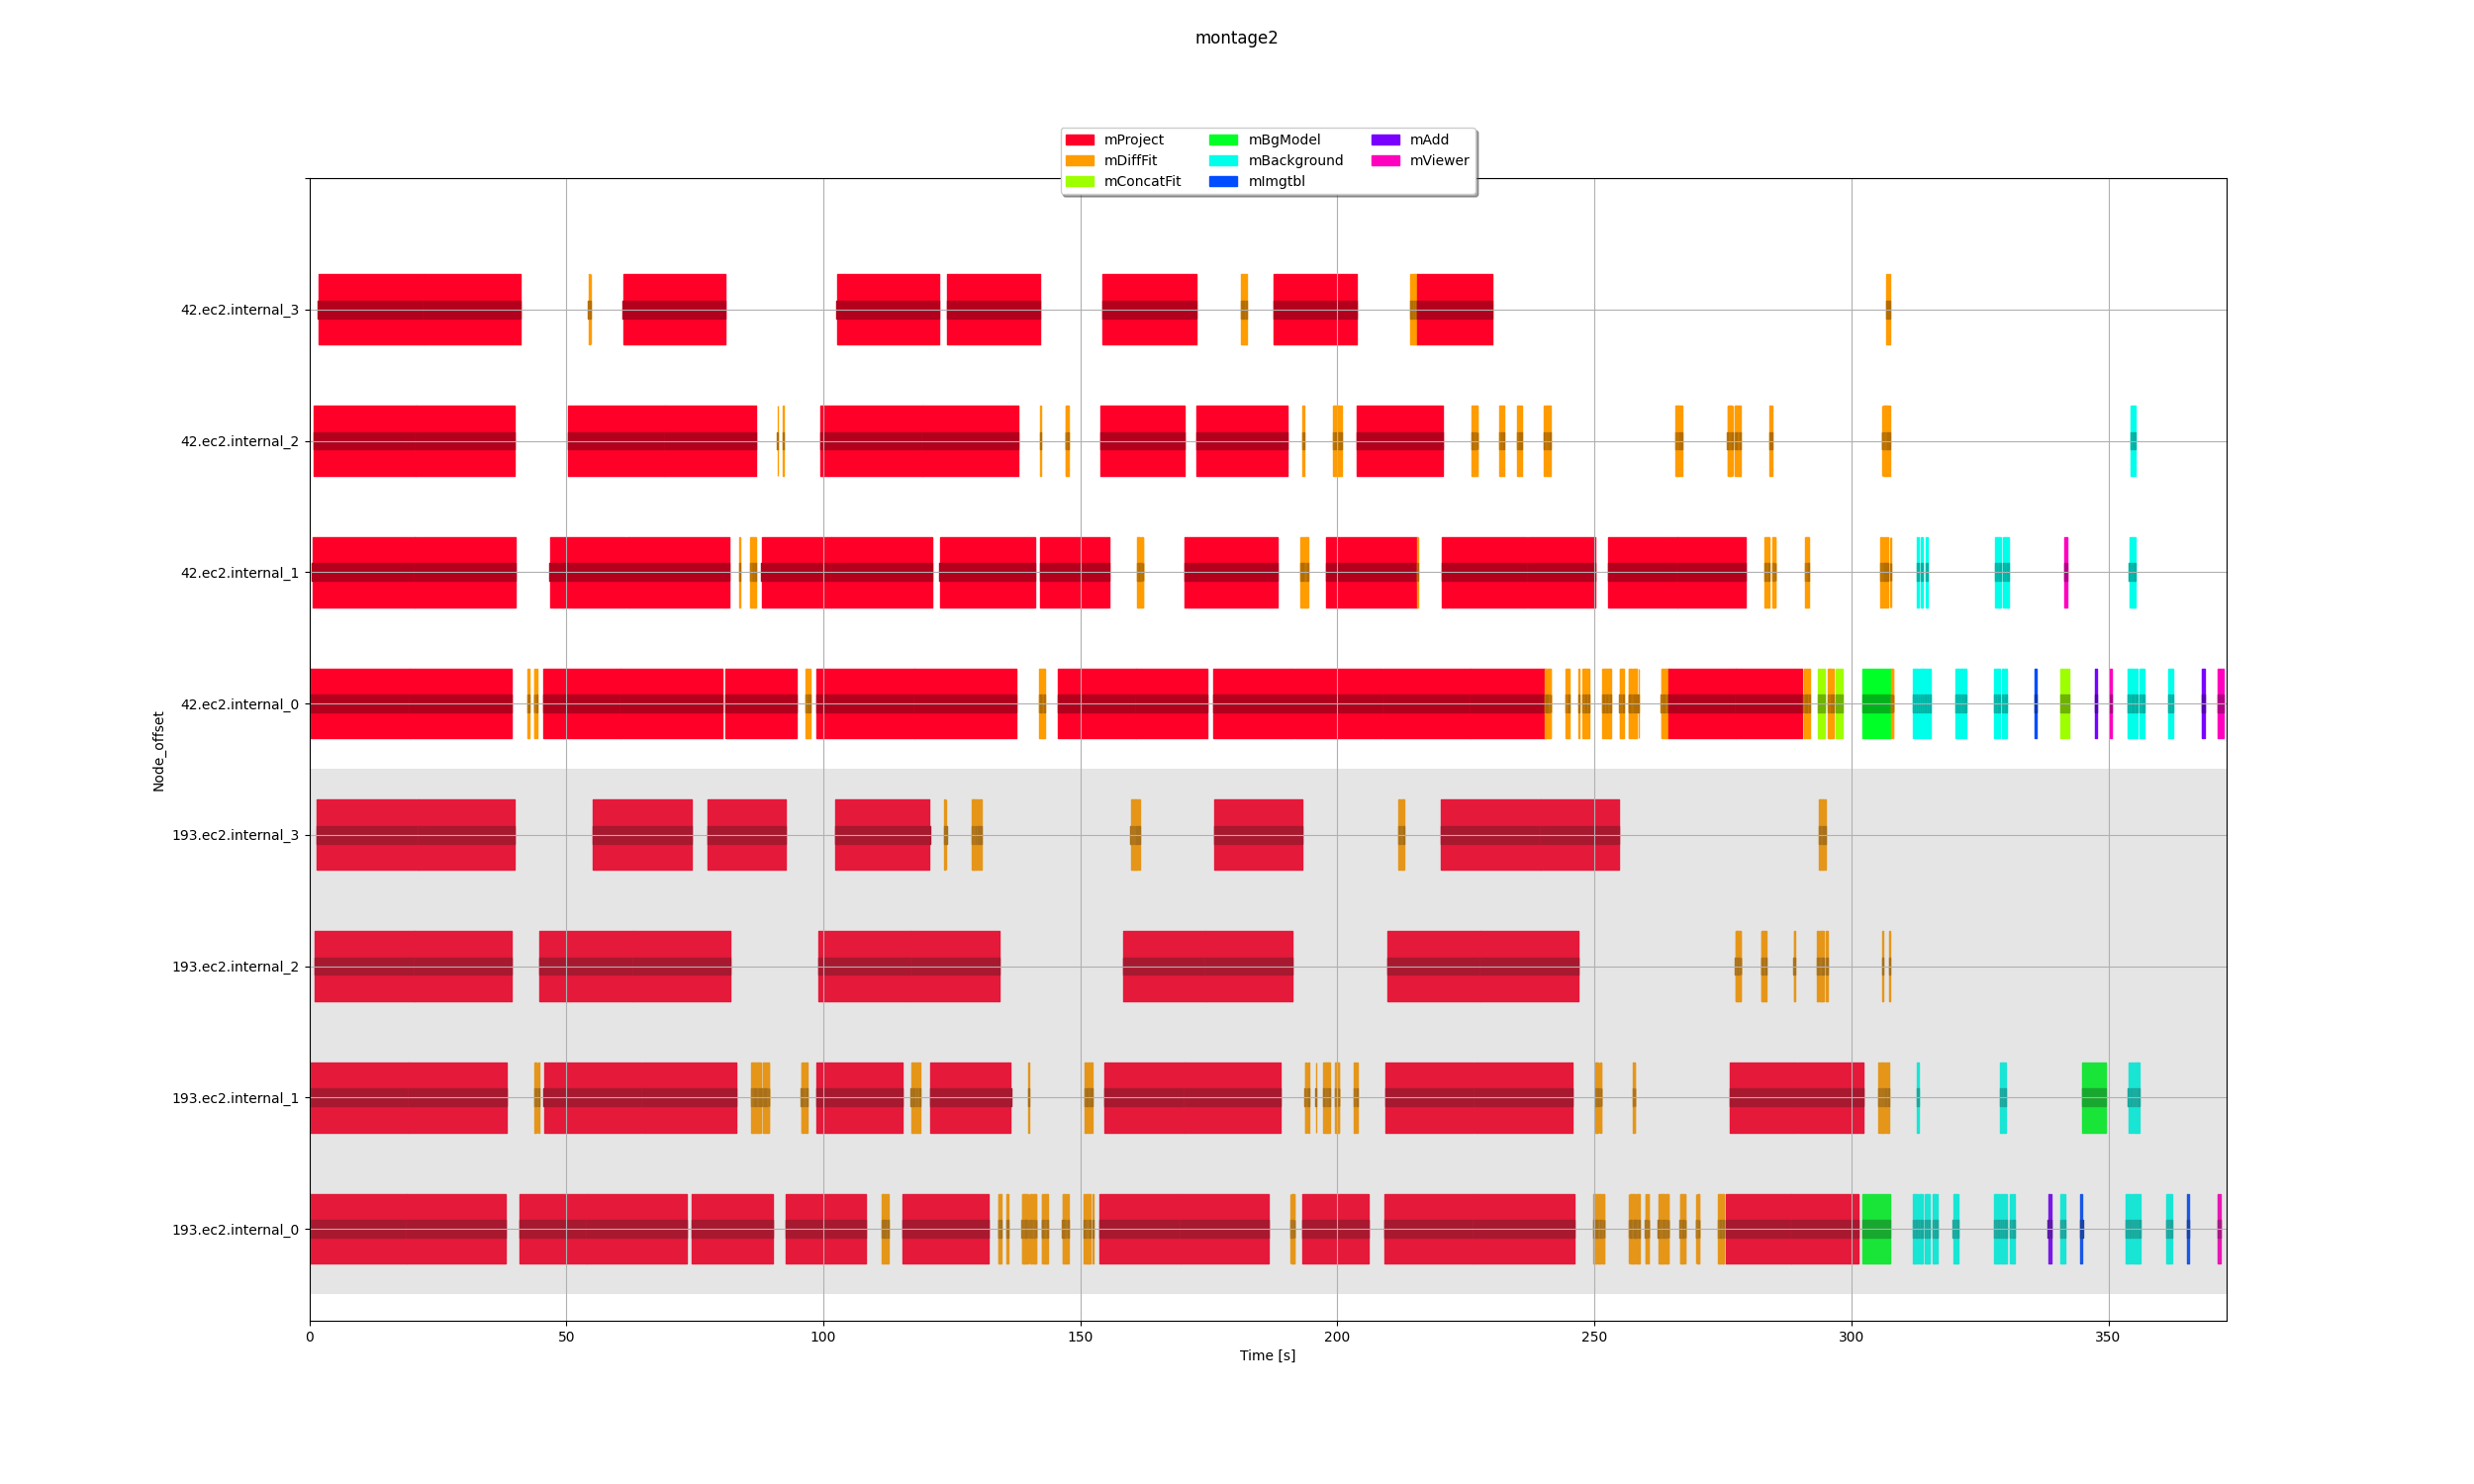 montage2
mProject mBgModel mAdd
mDiffFit mBackground mViewer
mConcatFit mImgtbl
42.ec2.internal_3
42.ec2.internal_2
42.ec2.internal_1
42.ec2.internal_0
Node_offset
193.ec2.internal_3
193.ec2.internal_2
193.ec2.internal_1
193.ec2.internal_0
0 50 100 150 200 250 300 350
Time [s]